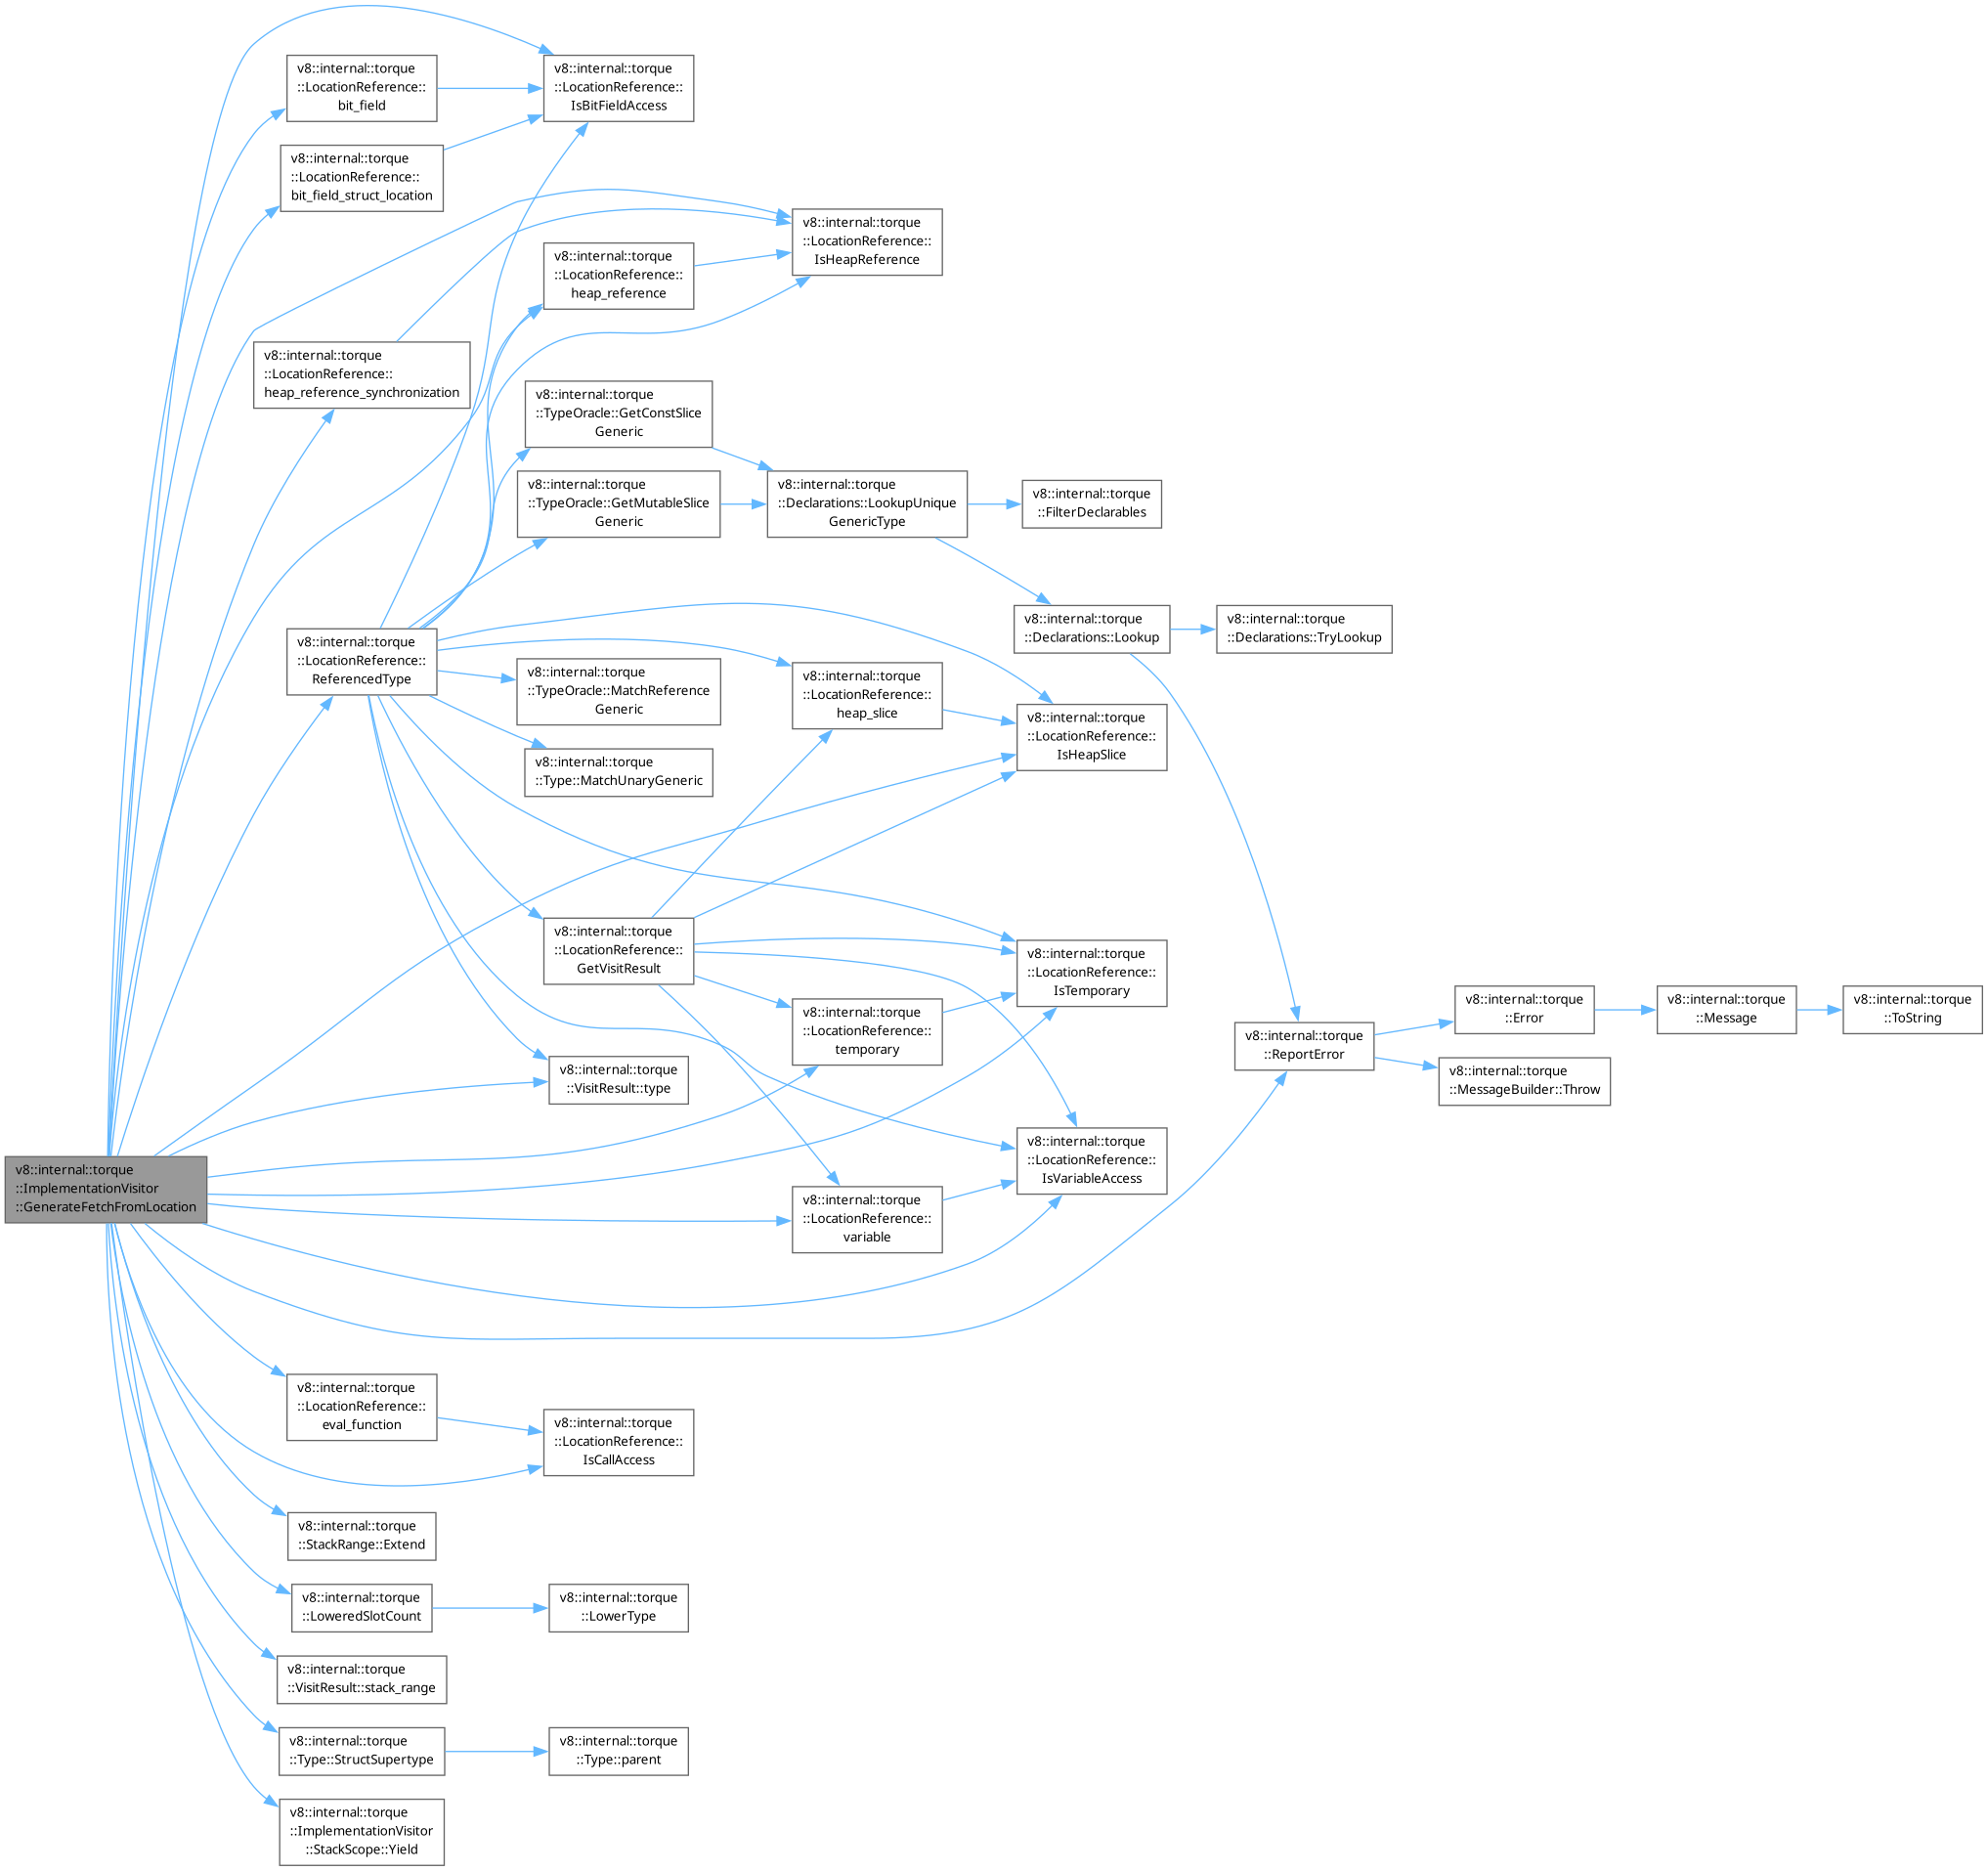 v8::internal::torque
::LocationReference::
bit_field
v8::internal::torque
::LocationReference::
IsBitFieldAccess
v8::internal::torque
::LocationReference::
bit_field_struct_location
v8::internal::torque
::LocationReference::
IsHeapReference
v8::internal::torque
::LocationReference::
heap_reference
v8::internal::torque
::LocationReference::
heap_reference_synchronization
v8::internal::torque
::TypeOracle::GetConstSlice
Generic
v8::internal::torque
::TypeOracle::GetMutableSlice
Generic
v8::internal::torque
::Declarations::LookupUnique
GenericType
v8::internal::torque
::FilterDeclarables
v8::internal::torque
::Declarations::Lookup
v8::internal::torque
::Declarations::TryLookup
v8::internal::torque
::LocationReference::
ReferencedType
v8::internal::torque
::TypeOracle::MatchReference
Generic
v8::internal::torque
::LocationReference::
heap_slice
v8::internal::torque
::LocationReference::
IsHeapSlice
v8::internal::torque
::Type::MatchUnaryGeneric
v8::internal::torque
::LocationReference::
GetVisitResult
v8::internal::torque
::LocationReference::
IsTemporary
v8::internal::torque
::LocationReference::
temporary
v8::internal::torque
::Error
v8::internal::torque
::Message
v8::internal::torque
::ToString
v8::internal::torque
::ReportError
v8::internal::torque
::MessageBuilder::Throw
v8::internal::torque
::VisitResult::type
v8::internal::torque
::LocationReference::
IsVariableAccess
v8::internal::torque
::ImplementationVisitor
::GenerateFetchFromLocation
v8::internal::torque
::LocationReference::
variable
v8::internal::torque
::LocationReference::
eval_function
v8::internal::torque
::LocationReference::
IsCallAccess
v8::internal::torque
::StackRange::Extend
v8::internal::torque
::LoweredSlotCount
v8::internal::torque
::LowerType
v8::internal::torque
::VisitResult::stack_range
v8::internal::torque
::Type::StructSupertype
v8::internal::torque
::Type::parent
v8::internal::torque
::ImplementationVisitor
::StackScope::Yield